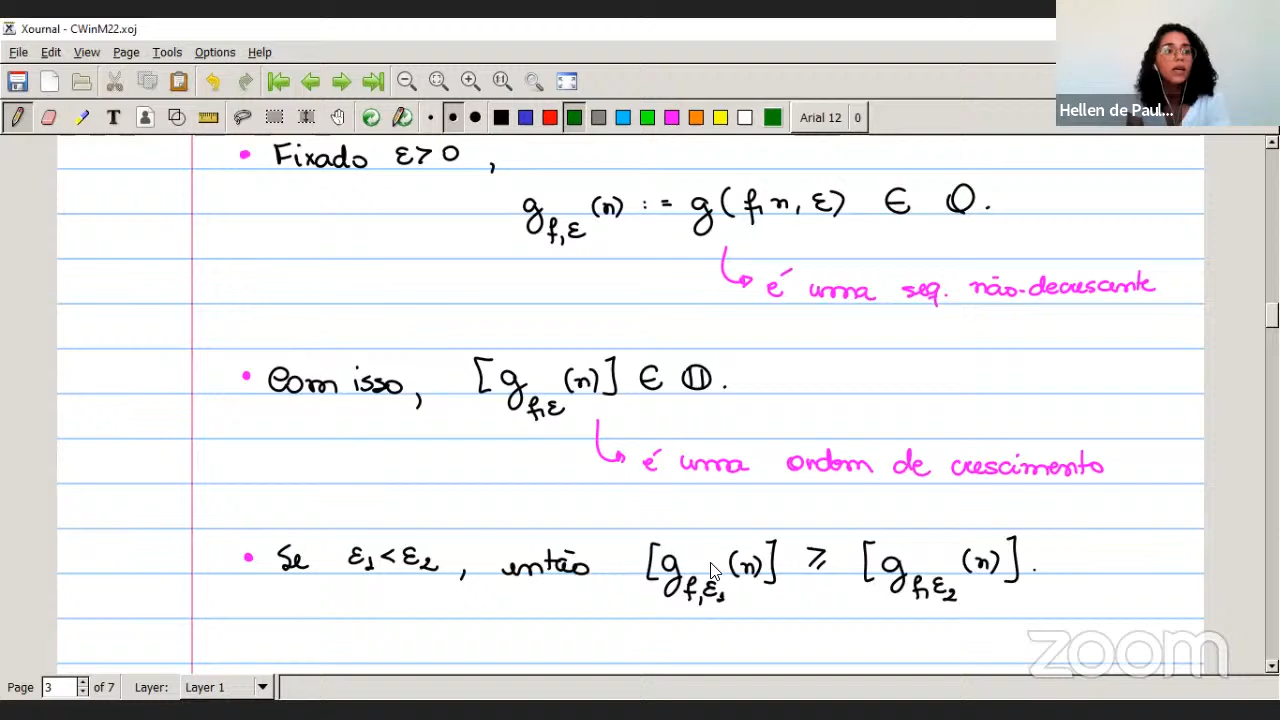 Xournal - CWinM22.xoj
File Edit View Page Tools Options Help
Arial 12 0
Hellen de Paul...
• Fixado ε > 0 ,
g_{f,ε}(n) := g(f, n, ε) ∈ 𝕆.
é uma seq. não-decrescante
• Com isso, [g_{f,ε}(n)] ∈ 𝕆.
é uma ordem de crescimento
• Se ε₁ < ε₂, então [g_{f,ε₁}(n)] ≥ [g_{f,ε₂}(n)].
zoom
Page 3 of 7 Layer: Layer 1